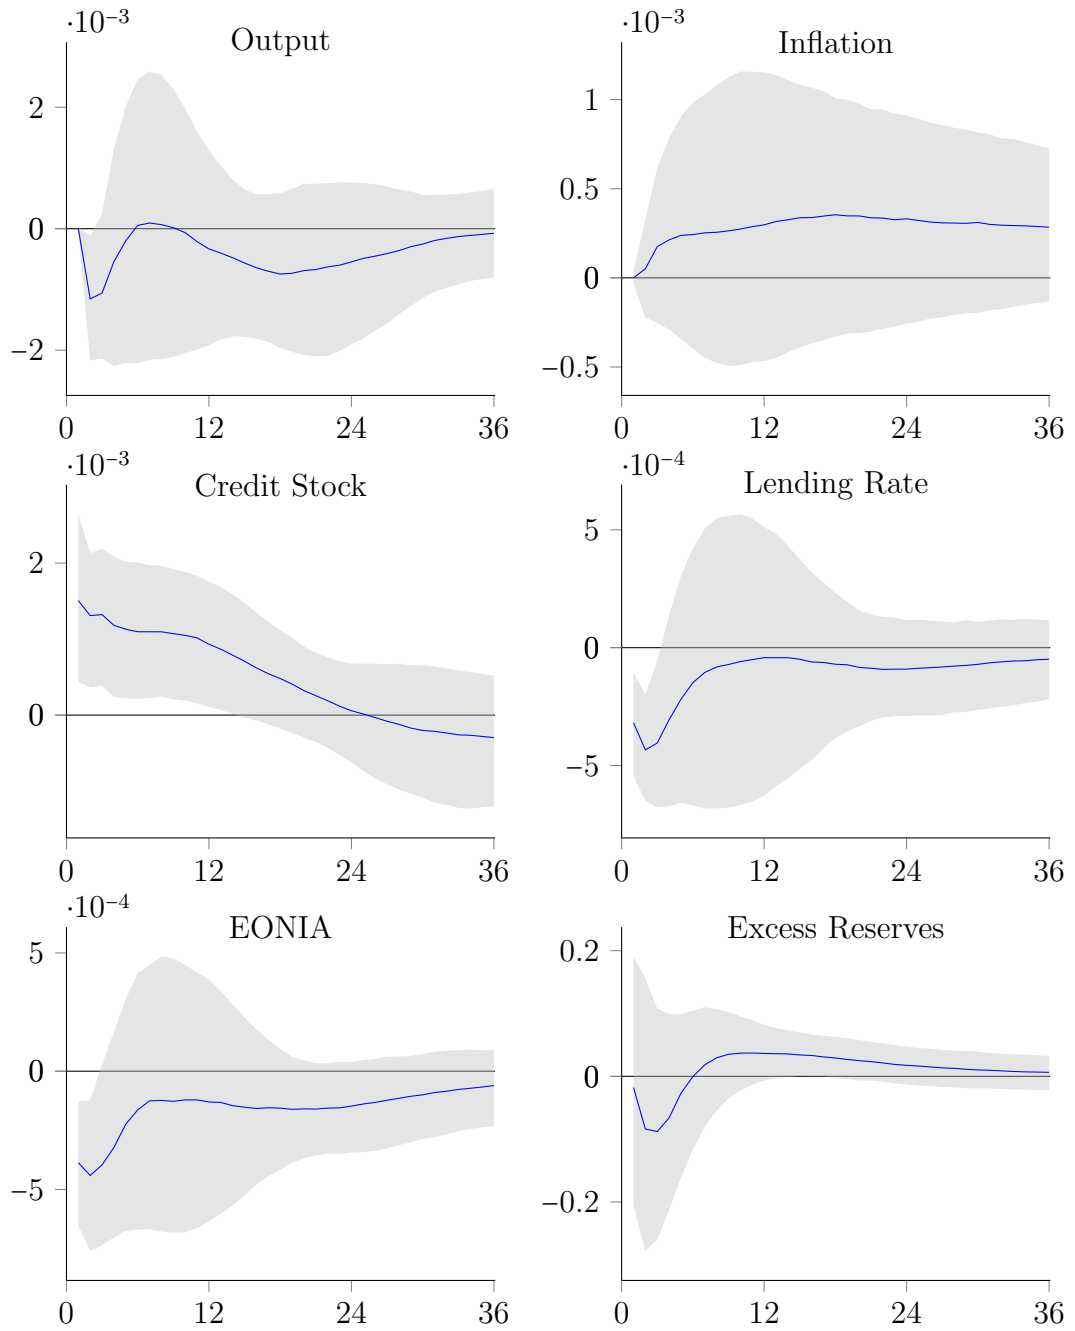 ·10⁻³
Output
2
0
−2
0 12 24 36
·10⁻³
Inflation
1
0.5
0
−0.5
0 12 24 36
·10⁻³
Credit Stock
2
0
0 12 24 36
·10⁻⁴
Lending Rate
5
0
−5
0 12 24 36
·10⁻⁴
EONIA
5
0
−5
0 12 24 36
Excess Reserves
0.2
0
−0.2
0 12 24 36